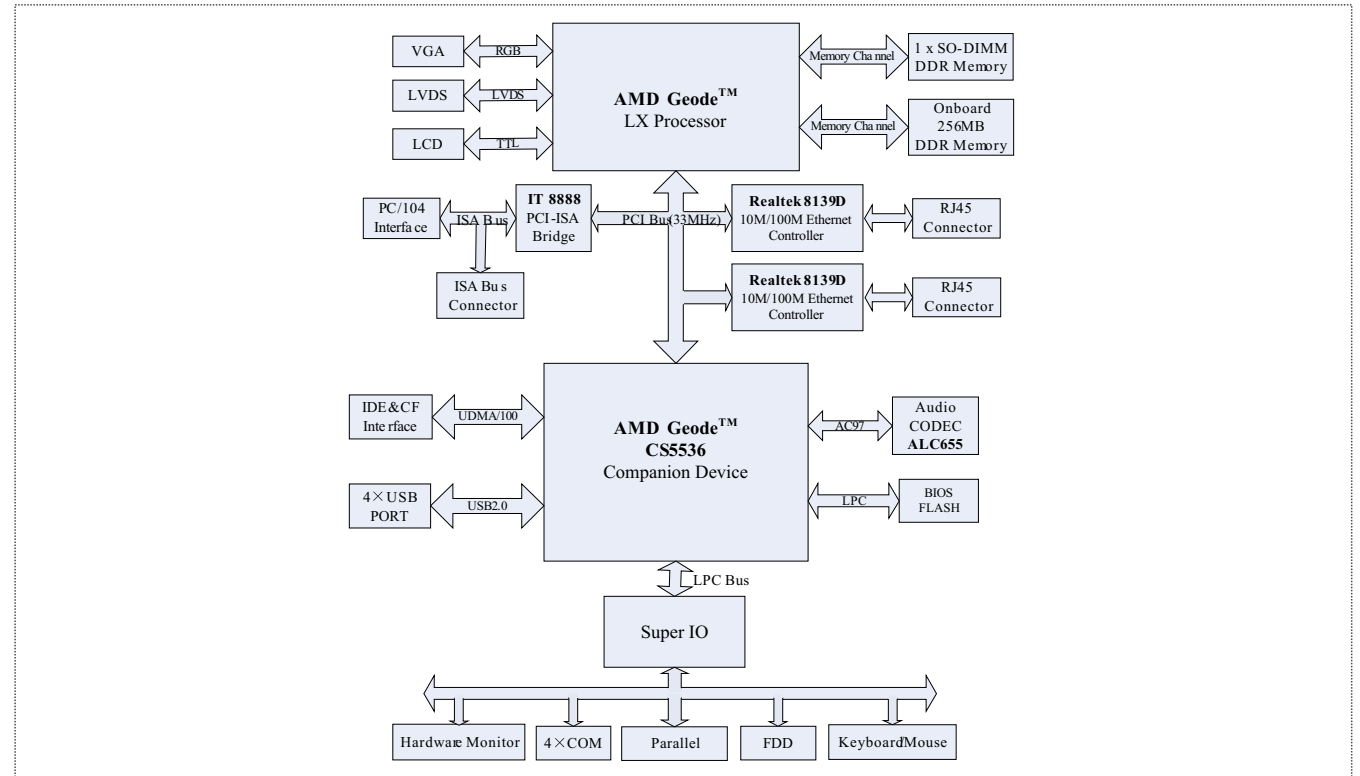 VGA
RGB
LVDS
LVDS
LCD
TTL
AMD Geode™
LX Processor
Memory Channel
1 x SO-DIMM
DDR Memory
Memory Channel
Onboard
256MB
DDR Memory
PC/104
Interface
ISA Bus
IT 8888
PCI-ISA
Bridge
PCI Bus(33MHz)
Realtek 8139D
10M/100M Ethernet
Controller
RJ45
Connector
ISA Bus
Connector
Realtek 8139D
10M/100M Ethernet
Controller
RJ45
Connector
IDE&CF
Interface
UDMA/100
4×USB
PORT
USB2.0
AMD Geode™
CS5536
Companion Device
AC97
Audio
CODEC
ALC655
LPC
BIOS
FLASH
LPC Bus
Super IO
Hardware Monitor
4×COM
Parallel
FDD
Keyboard/Mouse